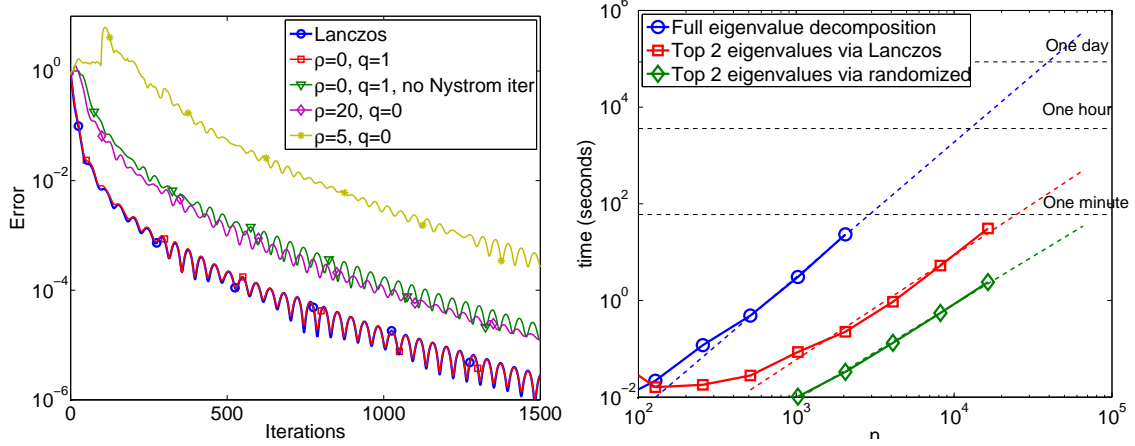 Lanczos
ρ=0, q=1
ρ=0, q=1, no Nystrom iter
ρ=20, q=0
ρ=5, q=0
10^0
10^-2
10^-4
10^-6
0
500
1000
1500
Error
Iterations
Full eigenvalue decomposition
Top 2 eigenvalues via Lanczos
Top 2 eigenvalues via randomized
One day
One hour
One minute
10^6
10^4
10^2
10^0
10^-2
10^2
10^3
10^4
10^5
time (seconds)
n